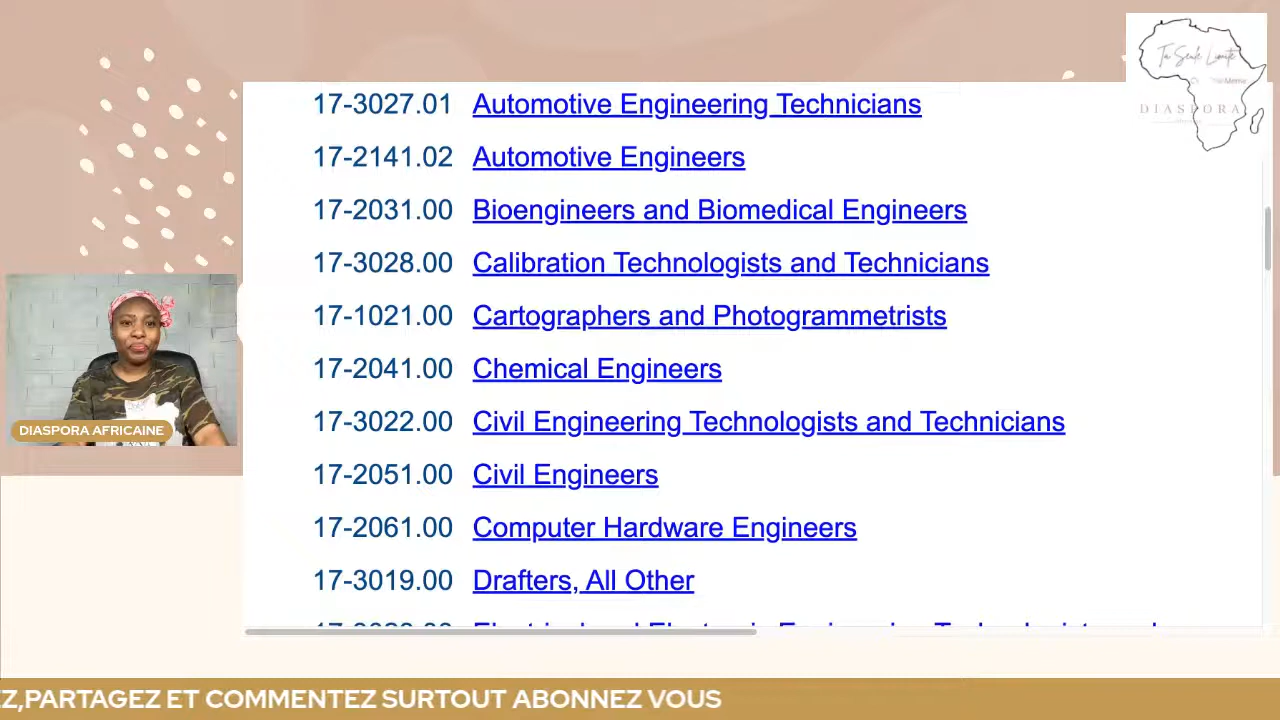 Ta Seule Limite
DIASPORA
17-3027.01 Automotive Engineering Technicians
17-2141.02 Automotive Engineers
17-2031.00 Bioengineers and Biomedical Engineers
17-3028.00 Calibration Technologists and Technicians
17-1021.00 Cartographers and Photogrammetrists
17-2041.00 Chemical Engineers
17-3022.00 Civil Engineering Technologists and Technicians
17-2051.00 Civil Engineers
17-2061.00 Computer Hardware Engineers
17-3019.00 Drafters, All Other
DIASPORA AFRICAINE
Z,PARTAGEZ ET COMMENTEZ SURTOUT ABONNEZ VOUS